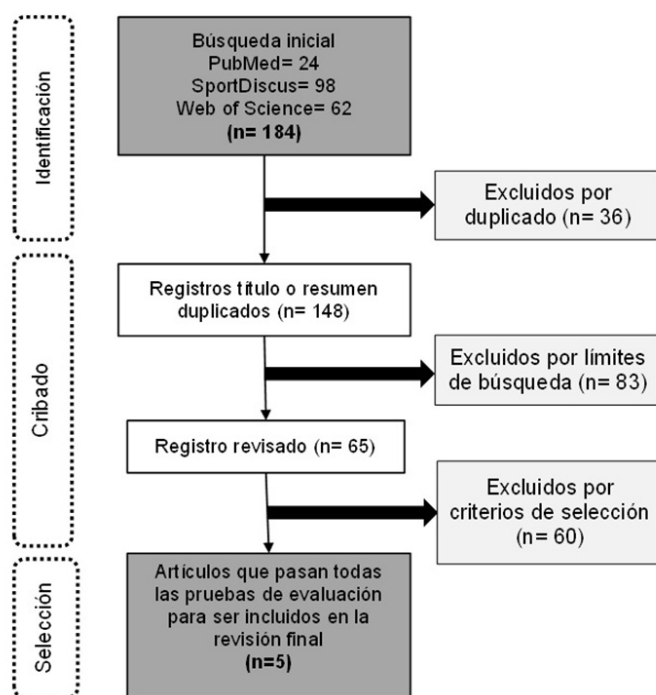 Identificación
Búsqueda inicial
PubMed= 24
SportDiscus= 98
Web of Science= 62
(n= 184)
Excluidos por
duplicado (n= 36)
Cribado
Registros título o resumen
duplicados (n= 148)
Excluidos por límites
de búsqueda (n= 83)
Registro revisado (n= 65)
Excluidos por
criterios de selección
(n= 60)
Selección
Artículos que pasan todas
las pruebas de evaluación
para ser incluidos en la
revisión final
(n=5)